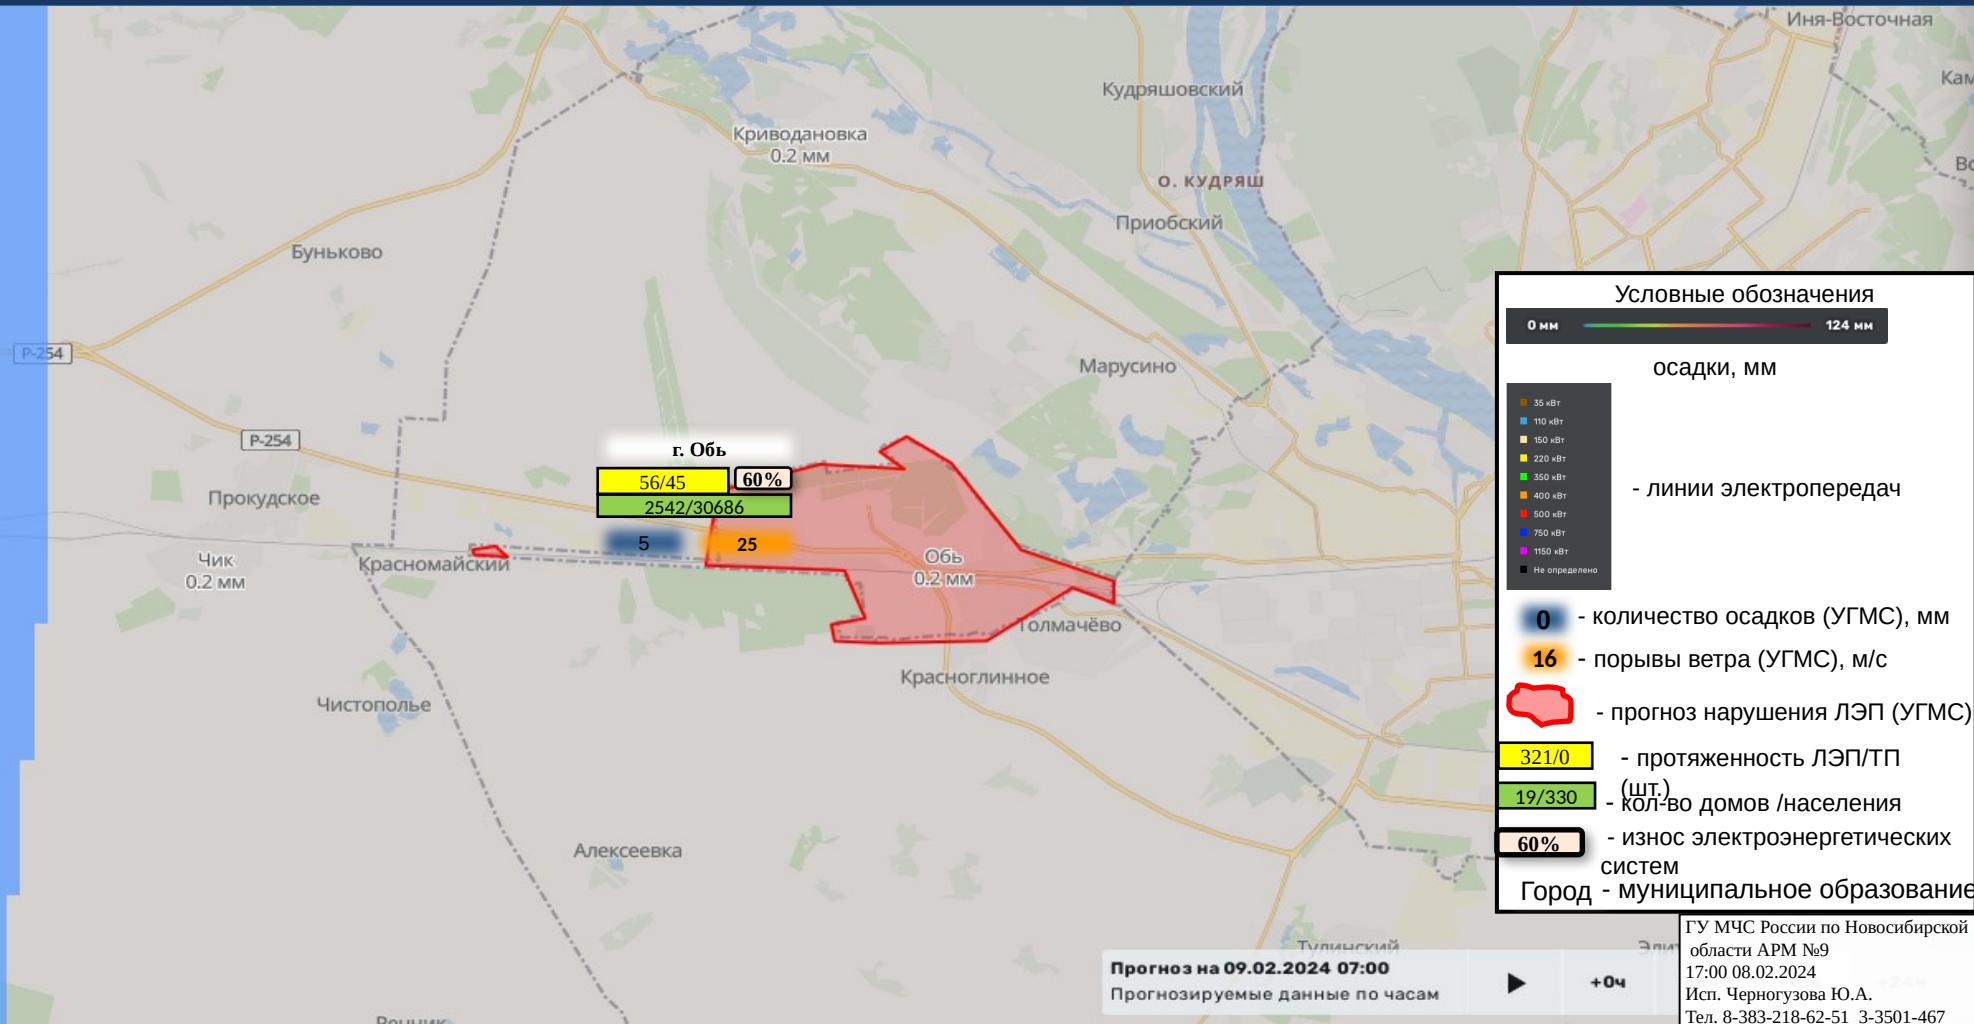 Иня-Восточная
Кудряшовский
Криводановка
0.2 мм
О. КУДРЯШ
Приобский
Буньково
Р-254
Марусино
Р-254
г. Обь
56/45
60%
2542/30686
5
25
Прокудское
Чик
0.2 мм
Красномайский
Обь
0.2 мм
Толмачёво
Красноглинное
Чистополье
Алексеевка
Тулинский
Условные обозначения
0 мм
124 мм
осадки, мм
35 кВт
110 кВт
150 кВт
220 кВт
350 кВт
400 кВт
500 кВт
750 кВт
1150 кВт
Не определено
- линии электропередач
0 - количество осадков (УГМС), мм
16 - порывы ветра (УГМС), м/с
- прогноз нарушения ЛЭП (УГМС)
321/0 - протяженность ЛЭП/ТП
(шт.)
19/330 - кол-во домов /населения
60% - износ электроэнергетических
систем
Город - муниципальное образование
Прогноз на 09.02.2024 07:00
Прогнозируемые данные по часам
+0ч
ГУ МЧС России по Новосибирской
области АРМ №9
17:00 08.02.2024
Исп. Черногузова Ю.А.
Тел. 8-383-218-62-51 3-3501-467